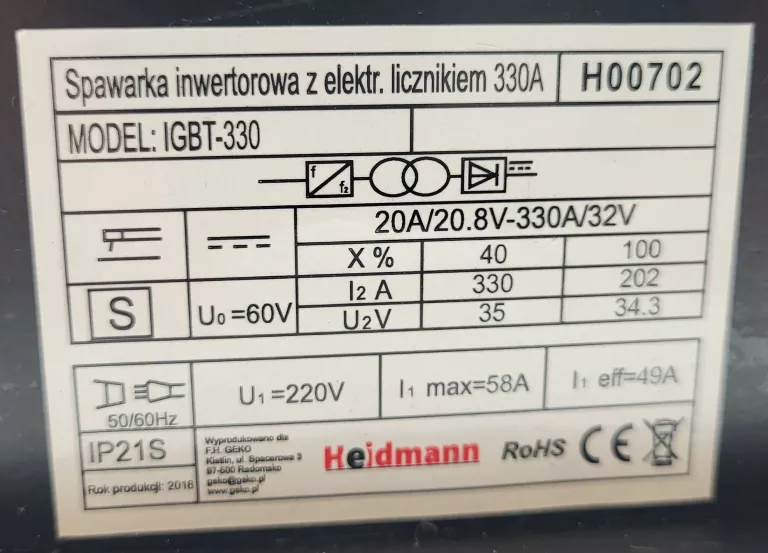 Spawarka inwertorowa z elektr. licznikiem 330A H00702
MODEL: IGBT-330
f
f₂
20A/20.8V-330A/32V
X % 40 100
I₂ A 330 202
U₂V 35 34.3
S U₀ =60V
50/60Hz U₁ =220V I₁ max=58A I₁ eff=49A
IP21S
Rok produkcji: 2018
Wyprodukowano dla
F.H. GEKO
Kietlin, ul. Spacerowa 3
97-500 Radomsko
geko@geko.pl
www.geko.pl
Heidmann RoHS CE